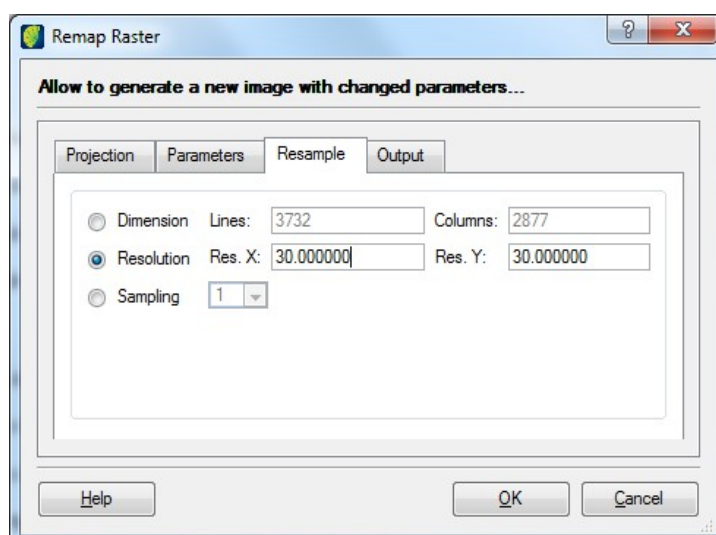 Remap Raster
Allow to generate a new image with changed parameters...
Projection Parameters Resample Output
Dimension Lines: 3732 Columns: 2877
Resolution Res. X: 30.000000 Res. Y: 30.000000
Sampling 1
Help OK Cancel